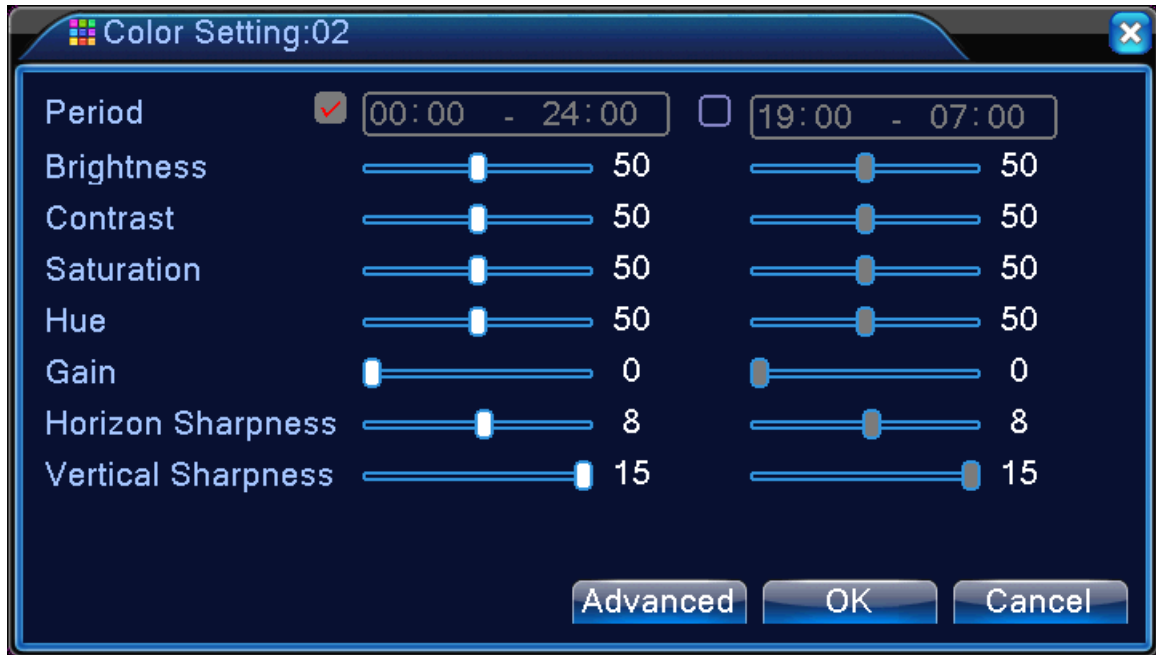 Color Setting:02
Period 00:00 - 24:00 19:00 - 07:00
Brightness 50 50
Contrast 50 50
Saturation 50 50
Hue 50 50
Gain 0 0
Horizon Sharpness 8 8
Vertical Sharpness 15 15
Advanced OK Cancel